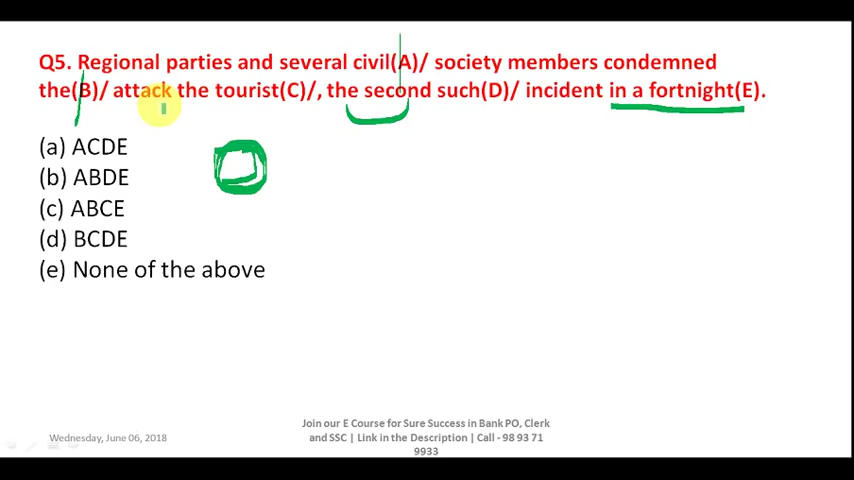 Q5. Regional parties and several civil(A)/ society members condemned
the(B)/ attack the tourist(C)/, the second such(D)/ incident in a fortnight(E).
(a) ACDE
(b) ABDE
(c) ABCE
(d) BCDE
(e) None of the above
Join our E Course for Sure Success in Bank PO, Clerk
Wednesday, June 06, 2018
and SSC | Link in the Description | Call - 98 93 71
9933